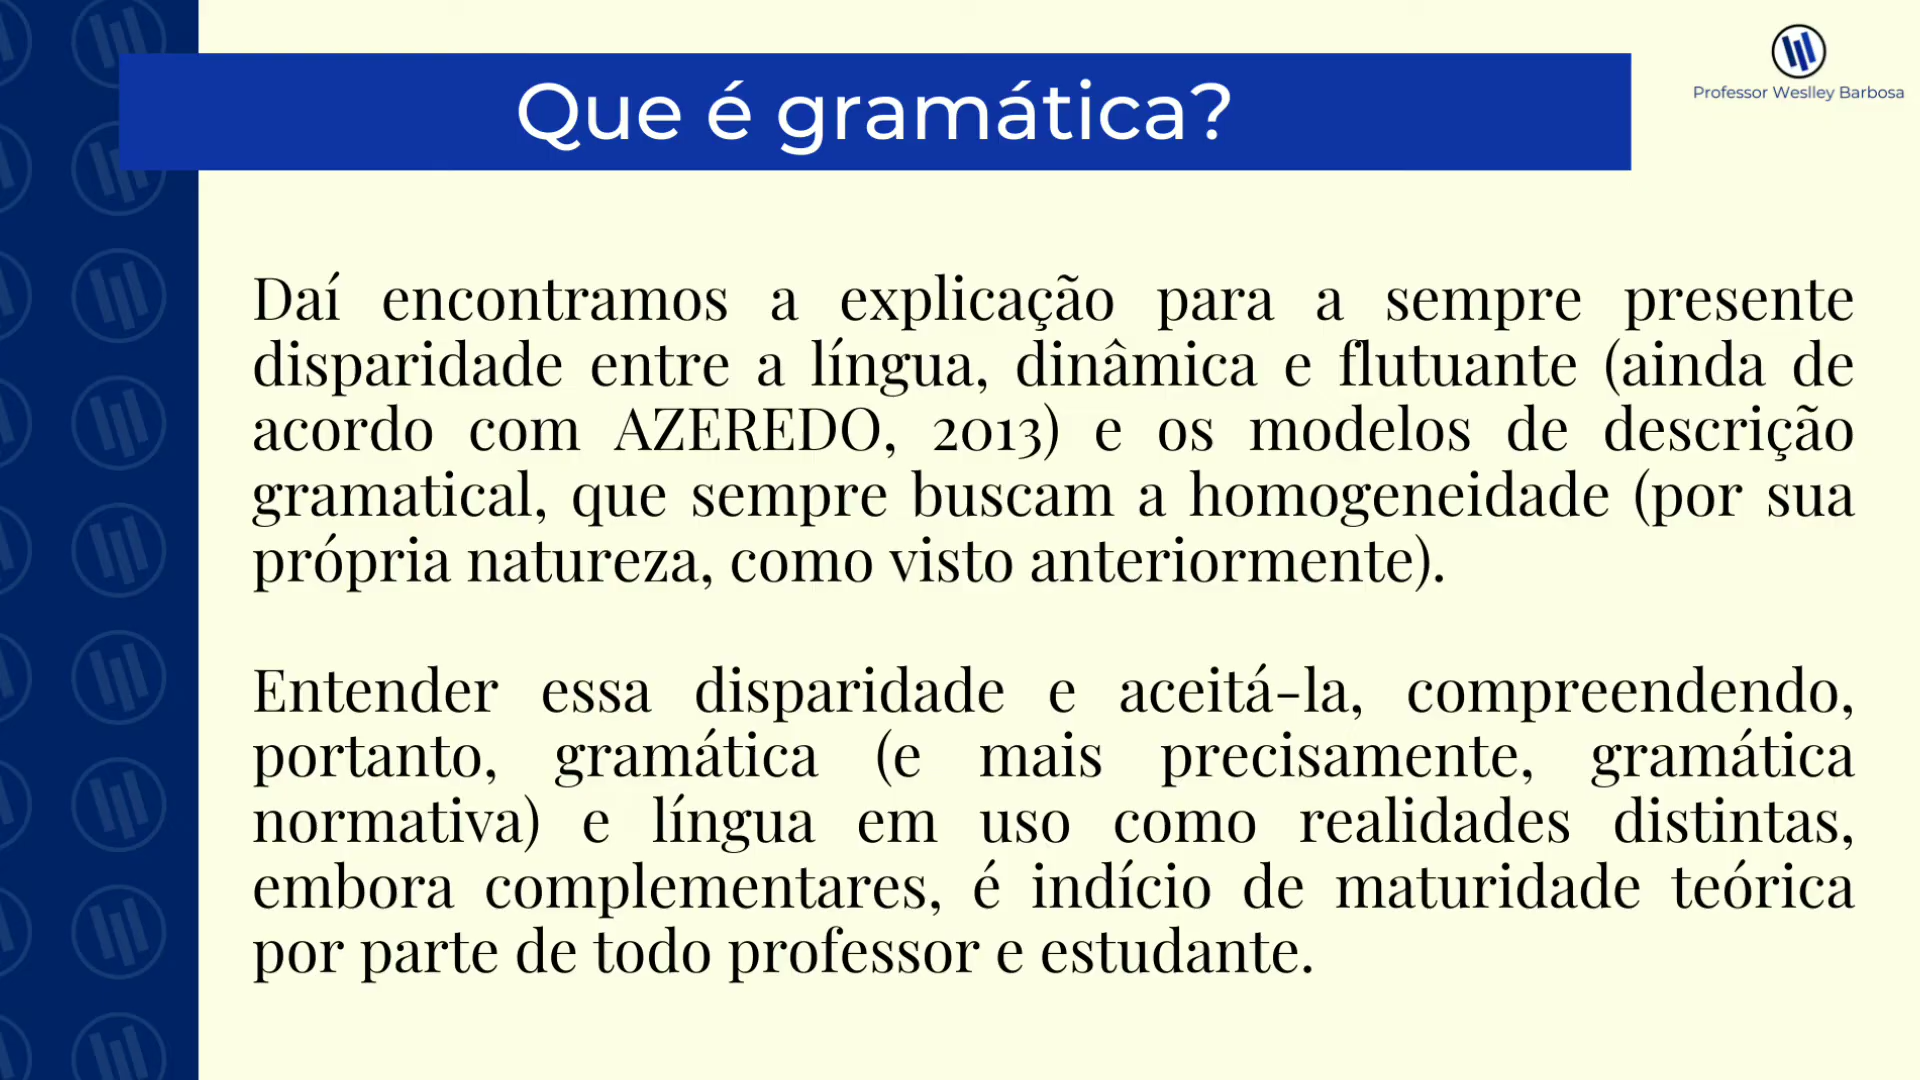 Que é gramática?
Professor Weslley Barbosa
Daí encontramos a explicação para a sempre presente
disparidade entre a língua, dinâmica e flutuante (ainda de
acordo com AZEREDO, 2013) e os modelos de descrição
gramatical, que sempre buscam a homogeneidade (por sua
própria natureza, como visto anteriormente).
Entender essa disparidade e aceitá-la, compreendendo,
portanto, gramática (e mais precisamente, gramática
normativa) e língua em uso como realidades distintas,
embora complementares, é indício de maturidade teórica
por parte de todo professor e estudante.